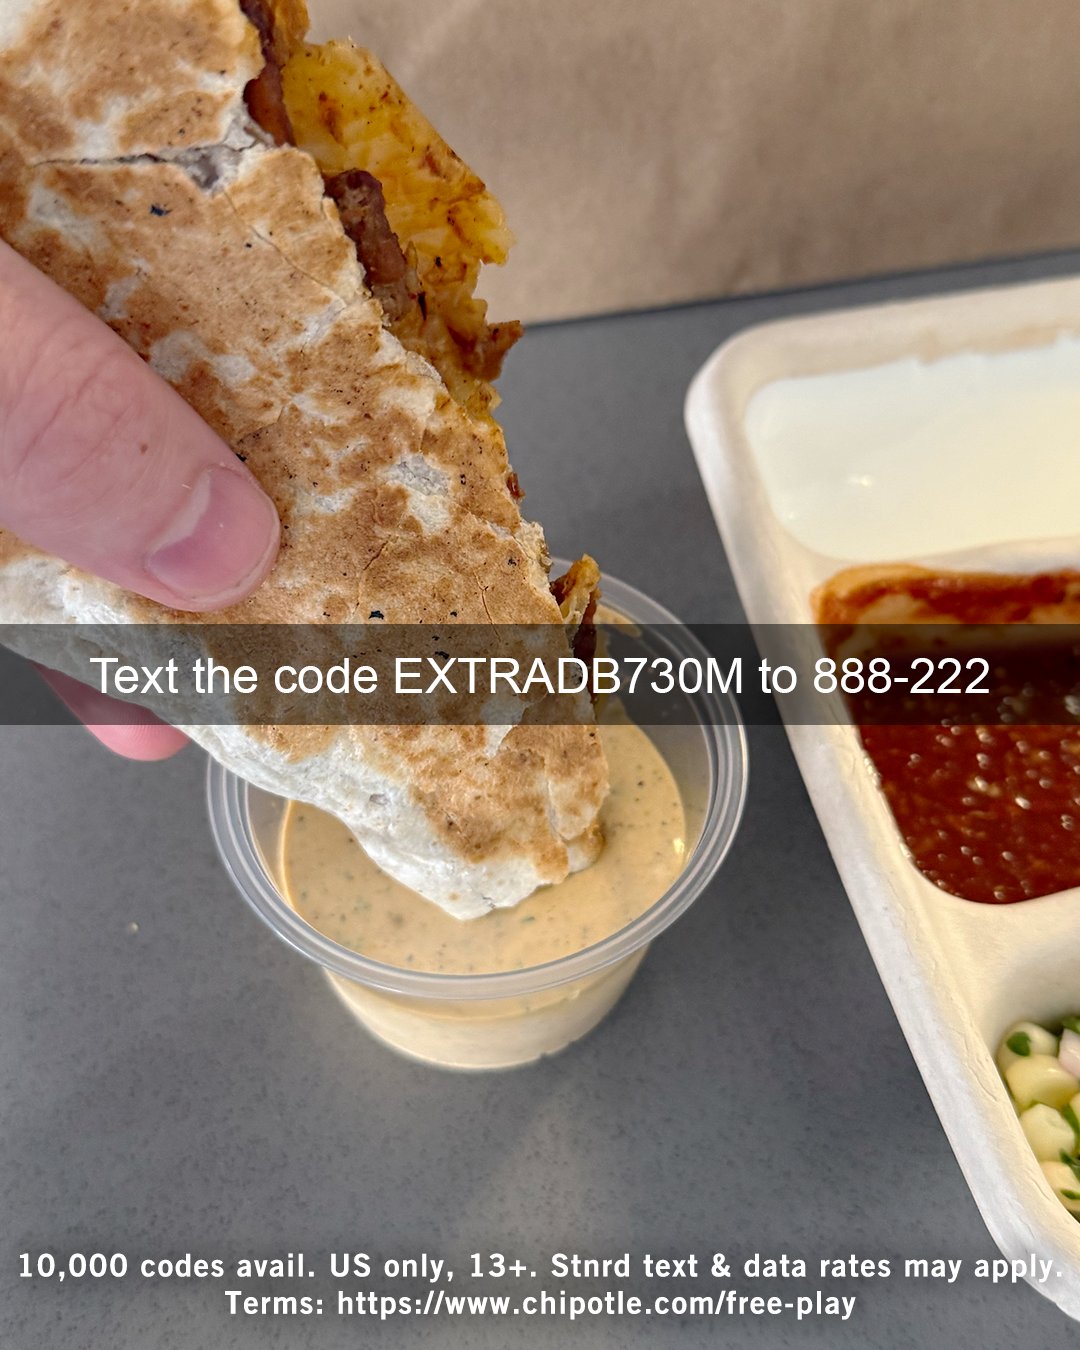 Text the code EXTRADB730M to 888-222
10,000 codes avail. US only, 13+. Stnrd text & data rates may apply.
Terms: https://www.chipotle.com/free-play